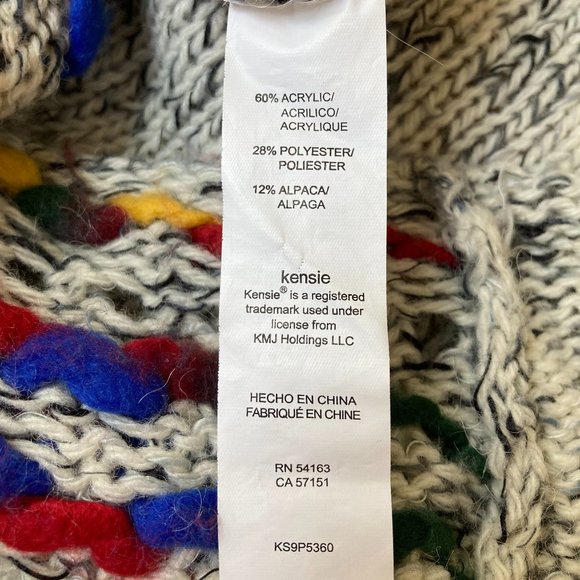 60% ACRYLIC/
ACRILICO/
ACRYLIQUE
28% POLYESTER/
POLIESTER
12% ALPACA/
ALPAGA
kensie
Kensie® is a registered
trademark used under
license from
KMJ Holdings LLC
HECHO EN CHINA
FABRIQUÉ EN CHINE
RN 54163
CA 57151
KS9P5360